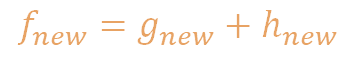 f_new = g_new + h_new